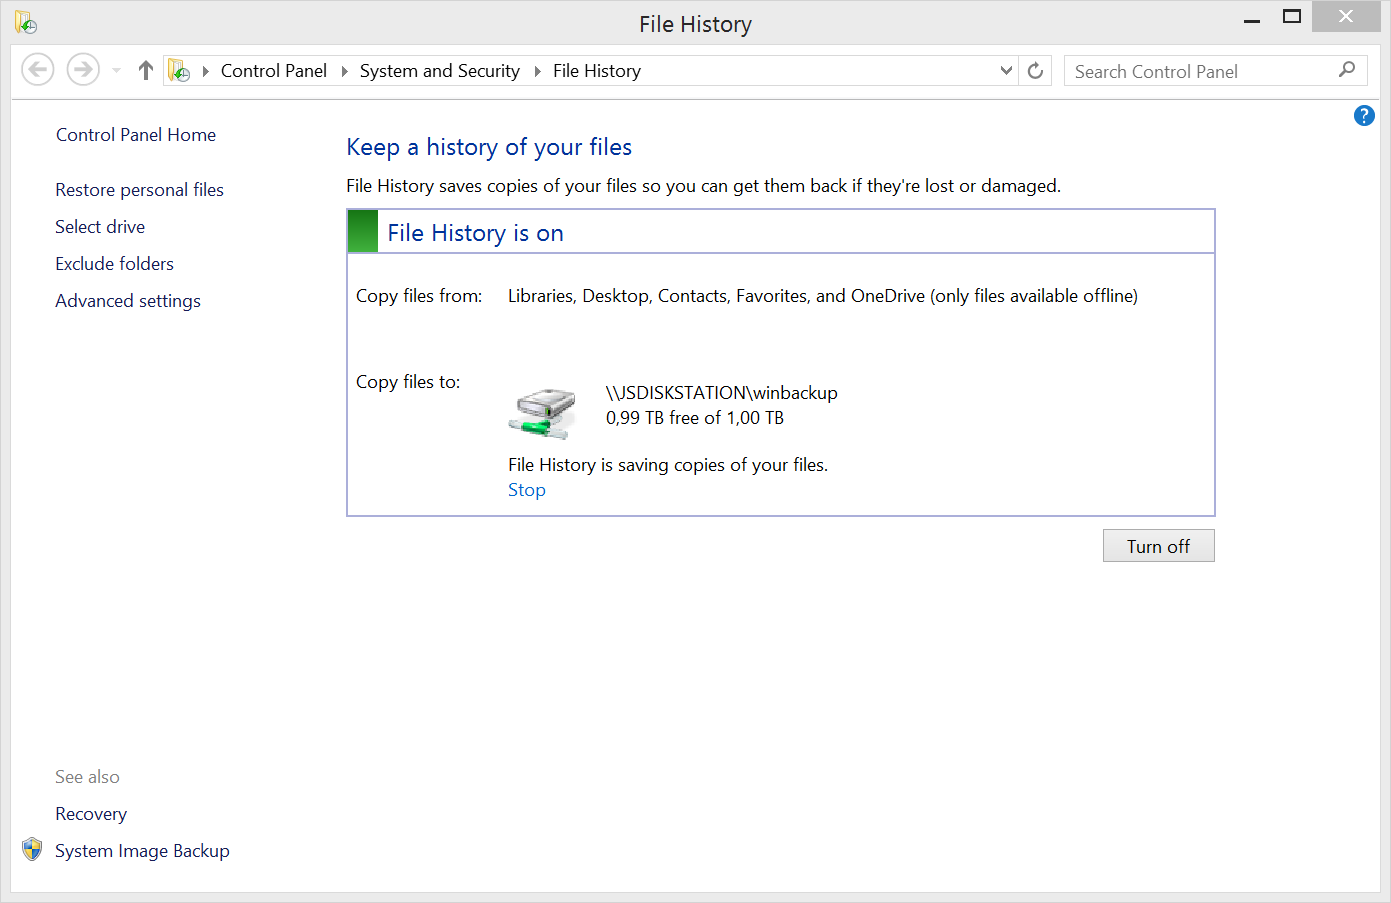 File History
Control Panel
System and Security
File History
Search Control Panel
?
Control Panel Home
Restore personal files
Select drive
Exclude folders
Advanced settings
Keep a history of your files
File History saves copies of your files so you can get them back if they're lost or damaged.
File History is on
Copy files from: Libraries, Desktop, Contacts, Favorites, and OneDrive (only files available offline)
Copy files to:
\\JSDISKSTATION\winbackup
0,99 TB free of 1,00 TB
File History is saving copies of your files.
Stop
Turn off
See also
Recovery
System Image Backup